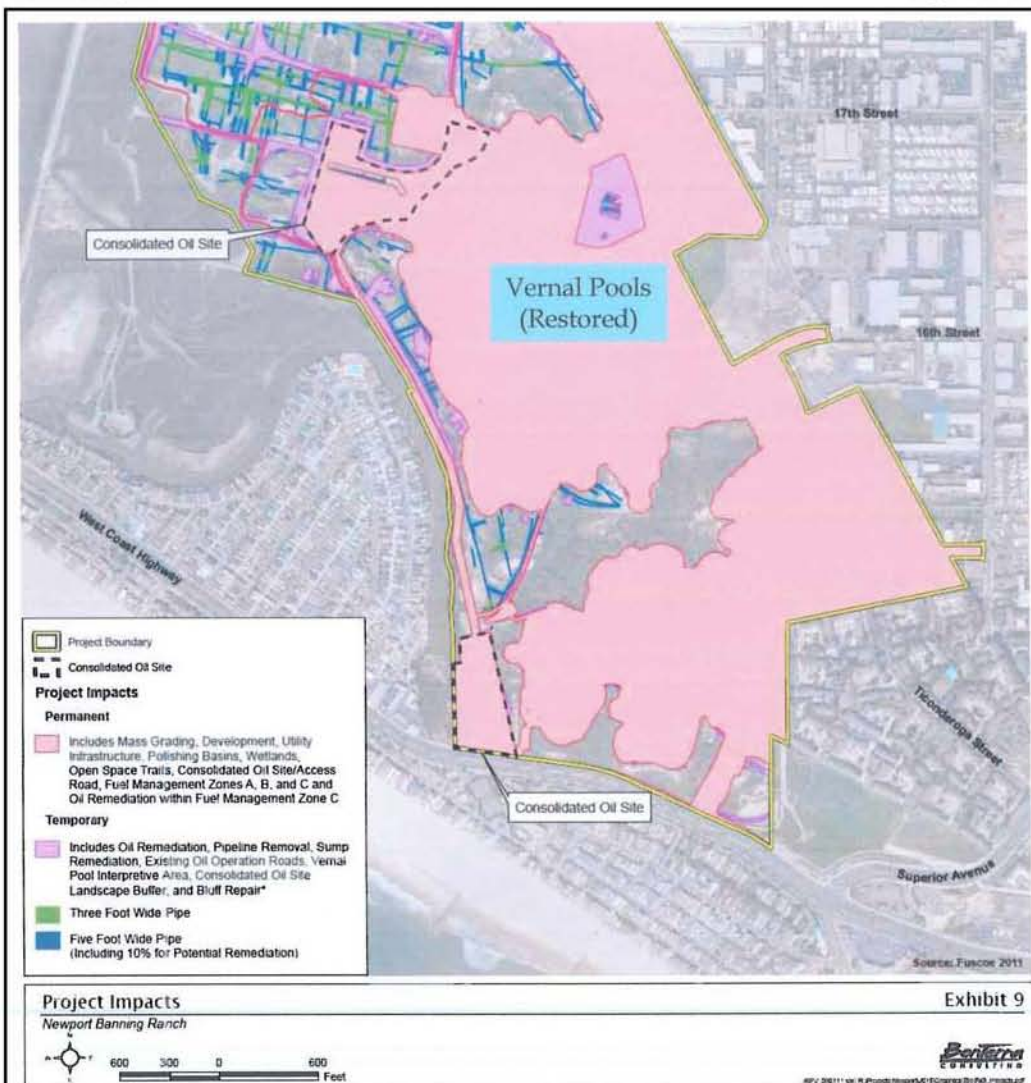 17th Street
Consolidated Oil Site
Vernal Pools
(Restored)
16th Street
West Coast Highway
Project Boundary
Consolidated Oil Site
Project Impacts
Permanent
Includes Mass Grading, Development, Utility
Infrastructure, Polishing Basins, Wetlands,
Open Space Trails, Consolidated Oil Site/Access
Road, Fuel Management Zones A, B, and C and
Oil Remediation within Fuel Management Zone C
Temporary
Includes Oil Remediation, Pipeline Removal, Sump
Remediation, Existing Oil Operation Roads, Vernal
Pool Interpretive Area, Consolidated Oil Site
Landscape Buffer, and Bluff Repair*
Three Foot Wide Pipe
Five Foot Wide Pipe
(Including 10% for Potential Remediation)
Consolidated Oil Site
Ticonderoga Street
Superior Avenue
Source: Fuscoe 2011
Project Impacts
Exhibit 9
Newport Banning Ranch
600 300 0 600
Feet
BonTerra
CONSULTING